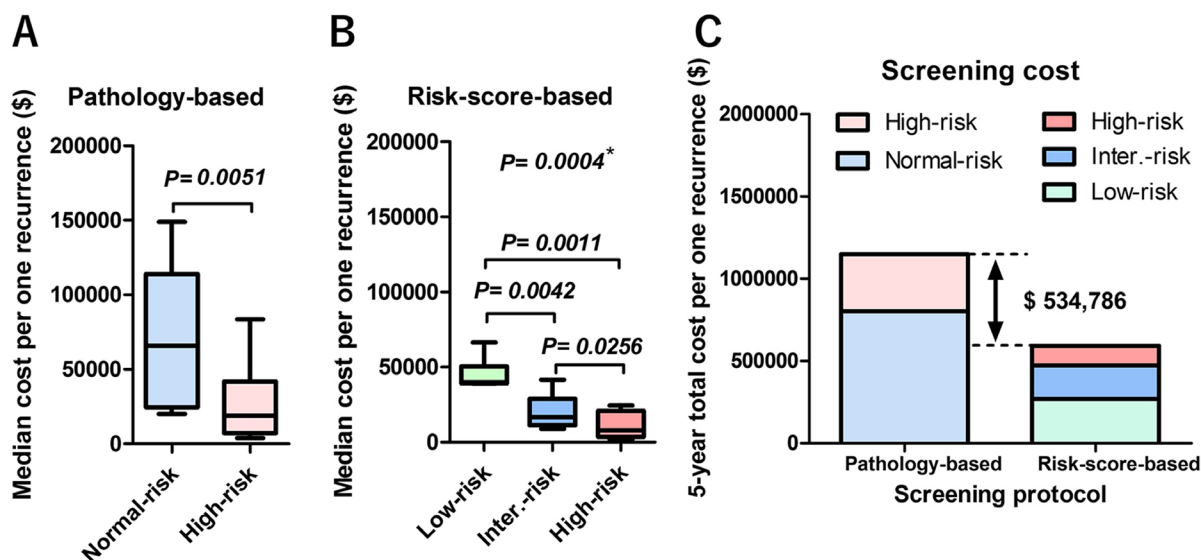 A
Pathology-based
Median cost per one recurrence ($)
200000
150000
100000
50000
0
P= 0.0051
Normal-risk
High-risk
B
Risk-score-based
Median cost per one recurrence ($)
200000
150000
100000
50000
0
P= 0.0004*
P= 0.0011
P= 0.0042
P= 0.0256
Low-risk
Inter.-risk
High-risk
C
Screening cost
5-year total cost per one recurrence ($)
2000000
1500000
1000000
500000
0
High-risk
Normal-risk
High-risk
Inter.-risk
Low-risk
$ 534,786
Pathology-based
Risk-score-based
Screening protocol